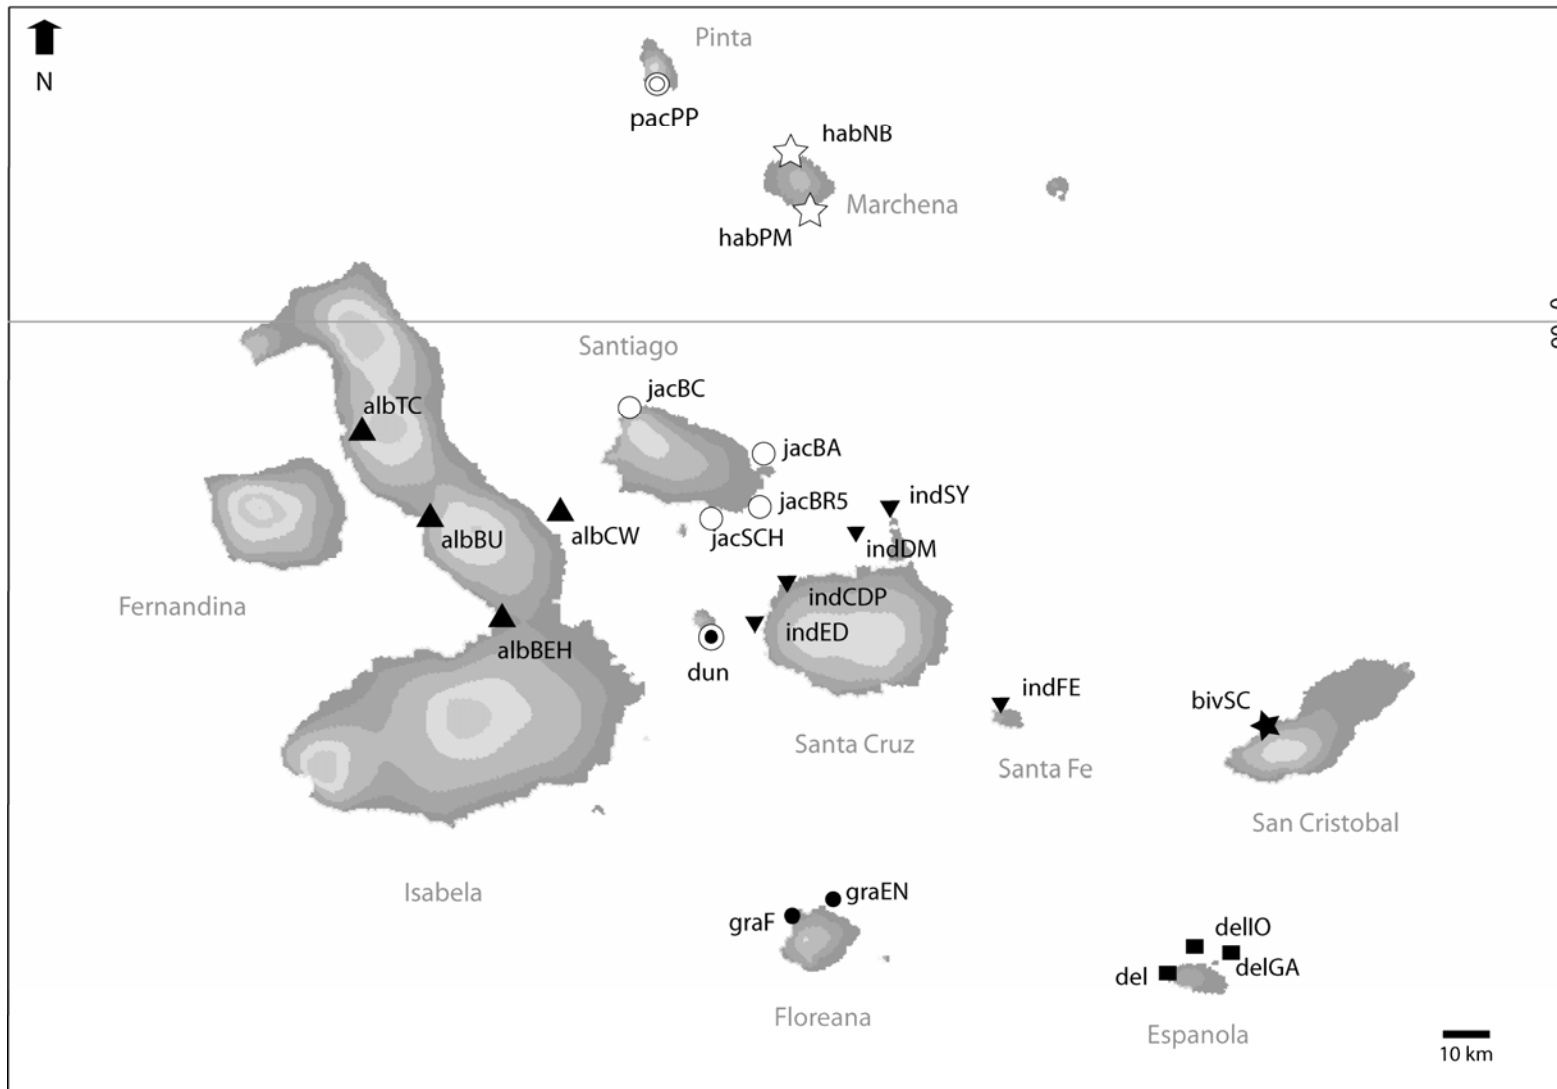 Pinta
N
pacPP
habNB
Marchena
habPM
Santiago
jacBC
albTC
jacBA
jacBR5
indSY
albBU
albCW
jacSCH
indDM
Fernandina
indCDP
indED
albBEH
dun
indFE
bivSC
Santa Cruz
Santa Fe
San Cristobal
Isabela
graEN
graF
delIO
delGA
del
Floreana
Espanola
10 km